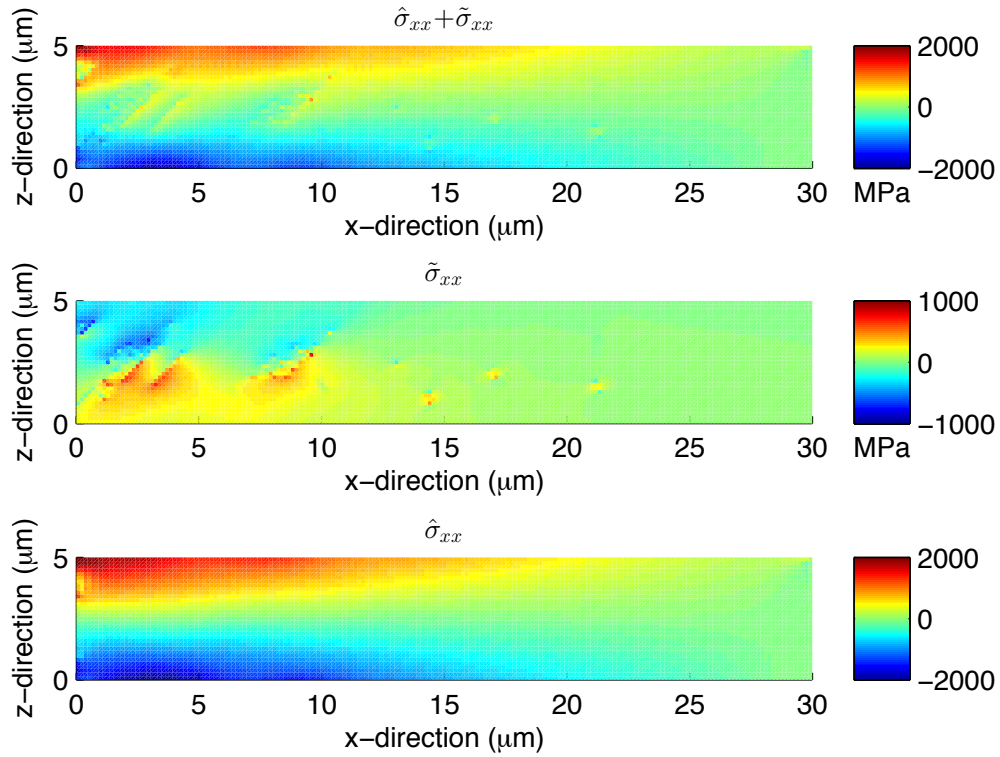 σ̂xx+σ̃xx
z−direction (μm)
5
0
0 5 10 15 20 25 30
x−direction (μm)
2000
0
−2000
MPa
σ̃xx
z−direction (μm)
5
0
0 5 10 15 20 25 30
x−direction (μm)
1000
0
−1000
MPa
σ̂xx
z−direction (μm)
5
0
0 5 10 15 20 25 30
x−direction (μm)
2000
0
−2000